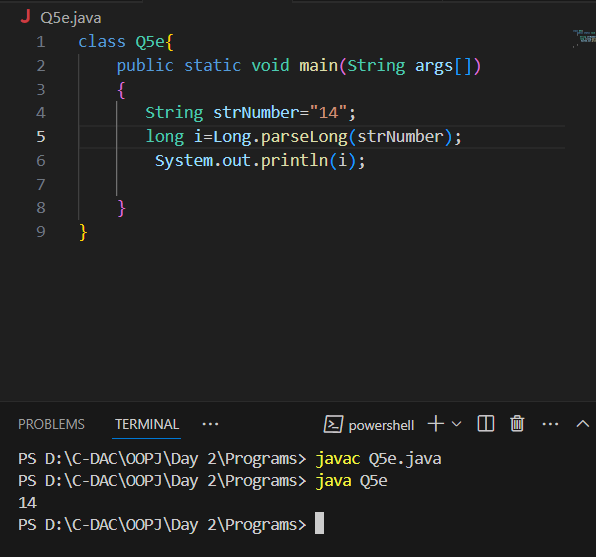 J Q5e.java
1 class Q5e{
2 public static void main(String args[])
3 {
4 String strNumber="14";
5 long i=Long.parseLong(strNumber);
6 System.out.println(i);
7
8 }
9 }
PROBLEMS TERMINAL ··· powershell ···
PS D:\C-DAC\OOPJ\Day 2\Programs> javac Q5e.java
PS D:\C-DAC\OOPJ\Day 2\Programs> java Q5e
14
PS D:\C-DAC\OOPJ\Day 2\Programs>